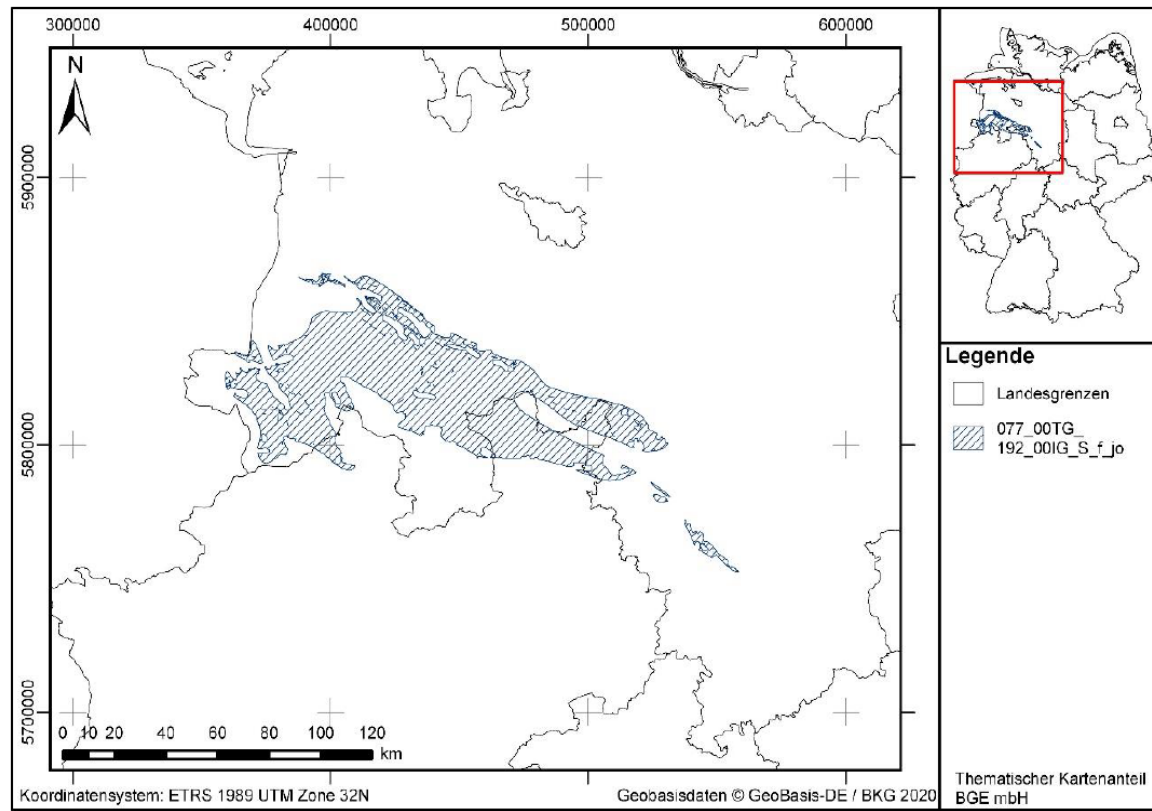 300000 400000 500000 600000
N
5900000
5800000
5700000
0 10 20 40 60 80 100 120
km
Koordinatensystem: ETRS 1989 UTM Zone 32N
Geobasisdaten © GeoBasis-DE / BKG 2020
Legende
Landesgrenzen
077_00TG_
192_00IG_S_f_jo
Thematischer Kartenanteil
BGE mbH